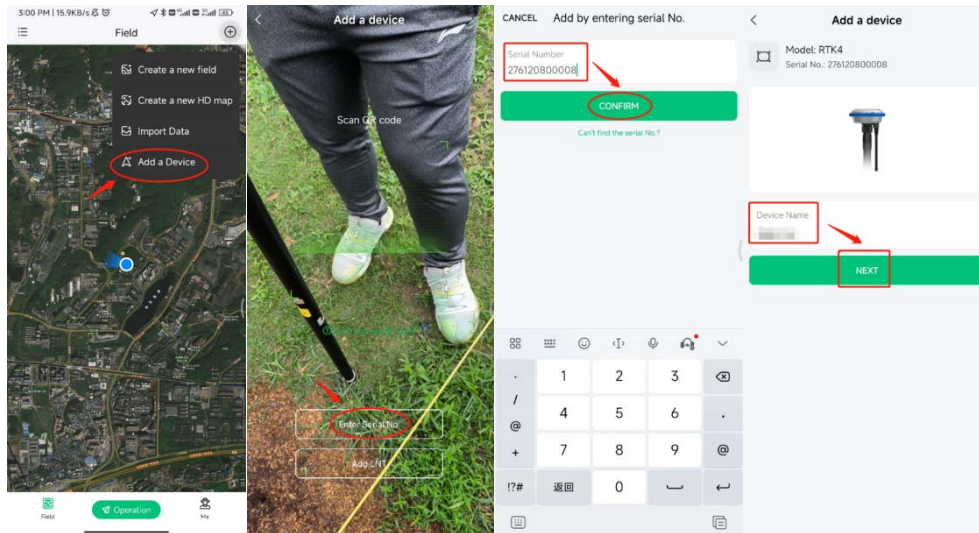 3:00 PM | 15.9KB/s
Field
Create a new field
Create a new HD map
Import Data
Add a Device
Field
Operation
Me
Add a device
Scan QR code
Enter Serial No.
Add LNT
CANCEL Add by entering serial No.
Serial Number
276120800008
CONFIRM
Can't find the serial No.?
. 1 2 3
/ 4 5 6 .
@
+ 7 8 9 @
!?# 返回 0
Add a device
Model: RTK4
Serial No.: 276120800008
Device Name
NEXT